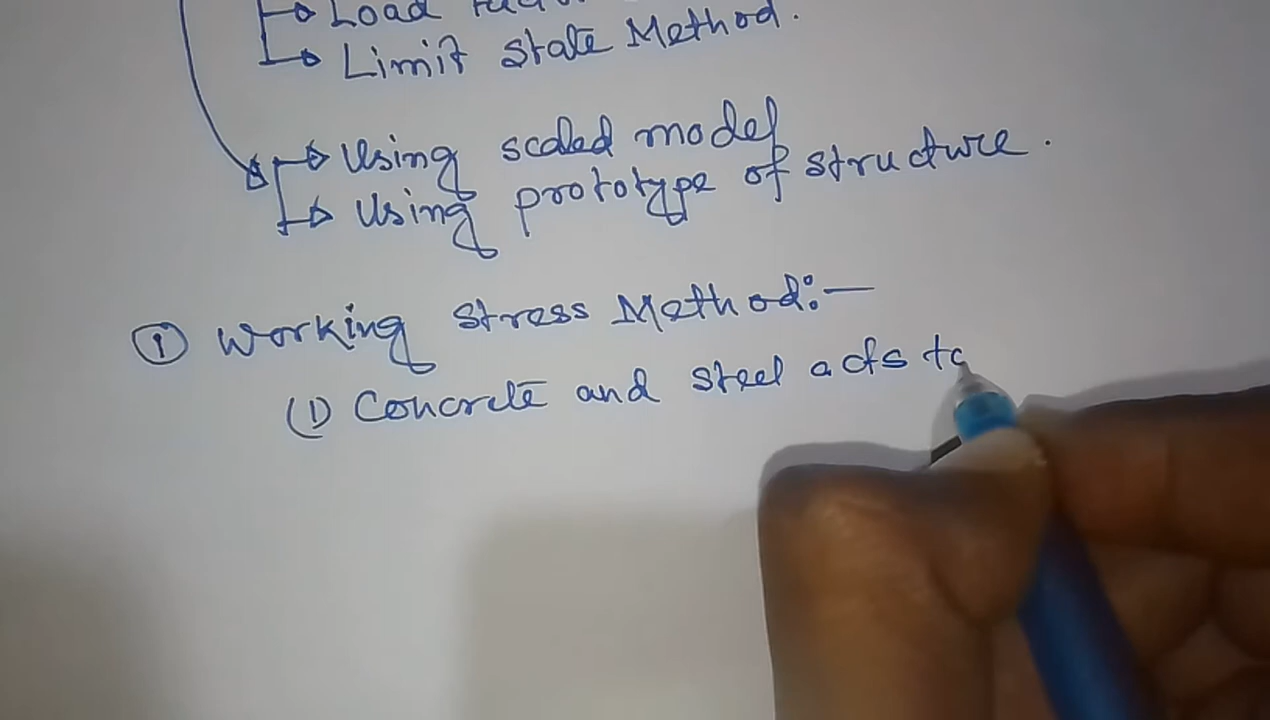 Load
Limit State Method.
Using scaled model
Using prototype of structure.
① Working Stress Method:—
(1) Concrete and steel acts to